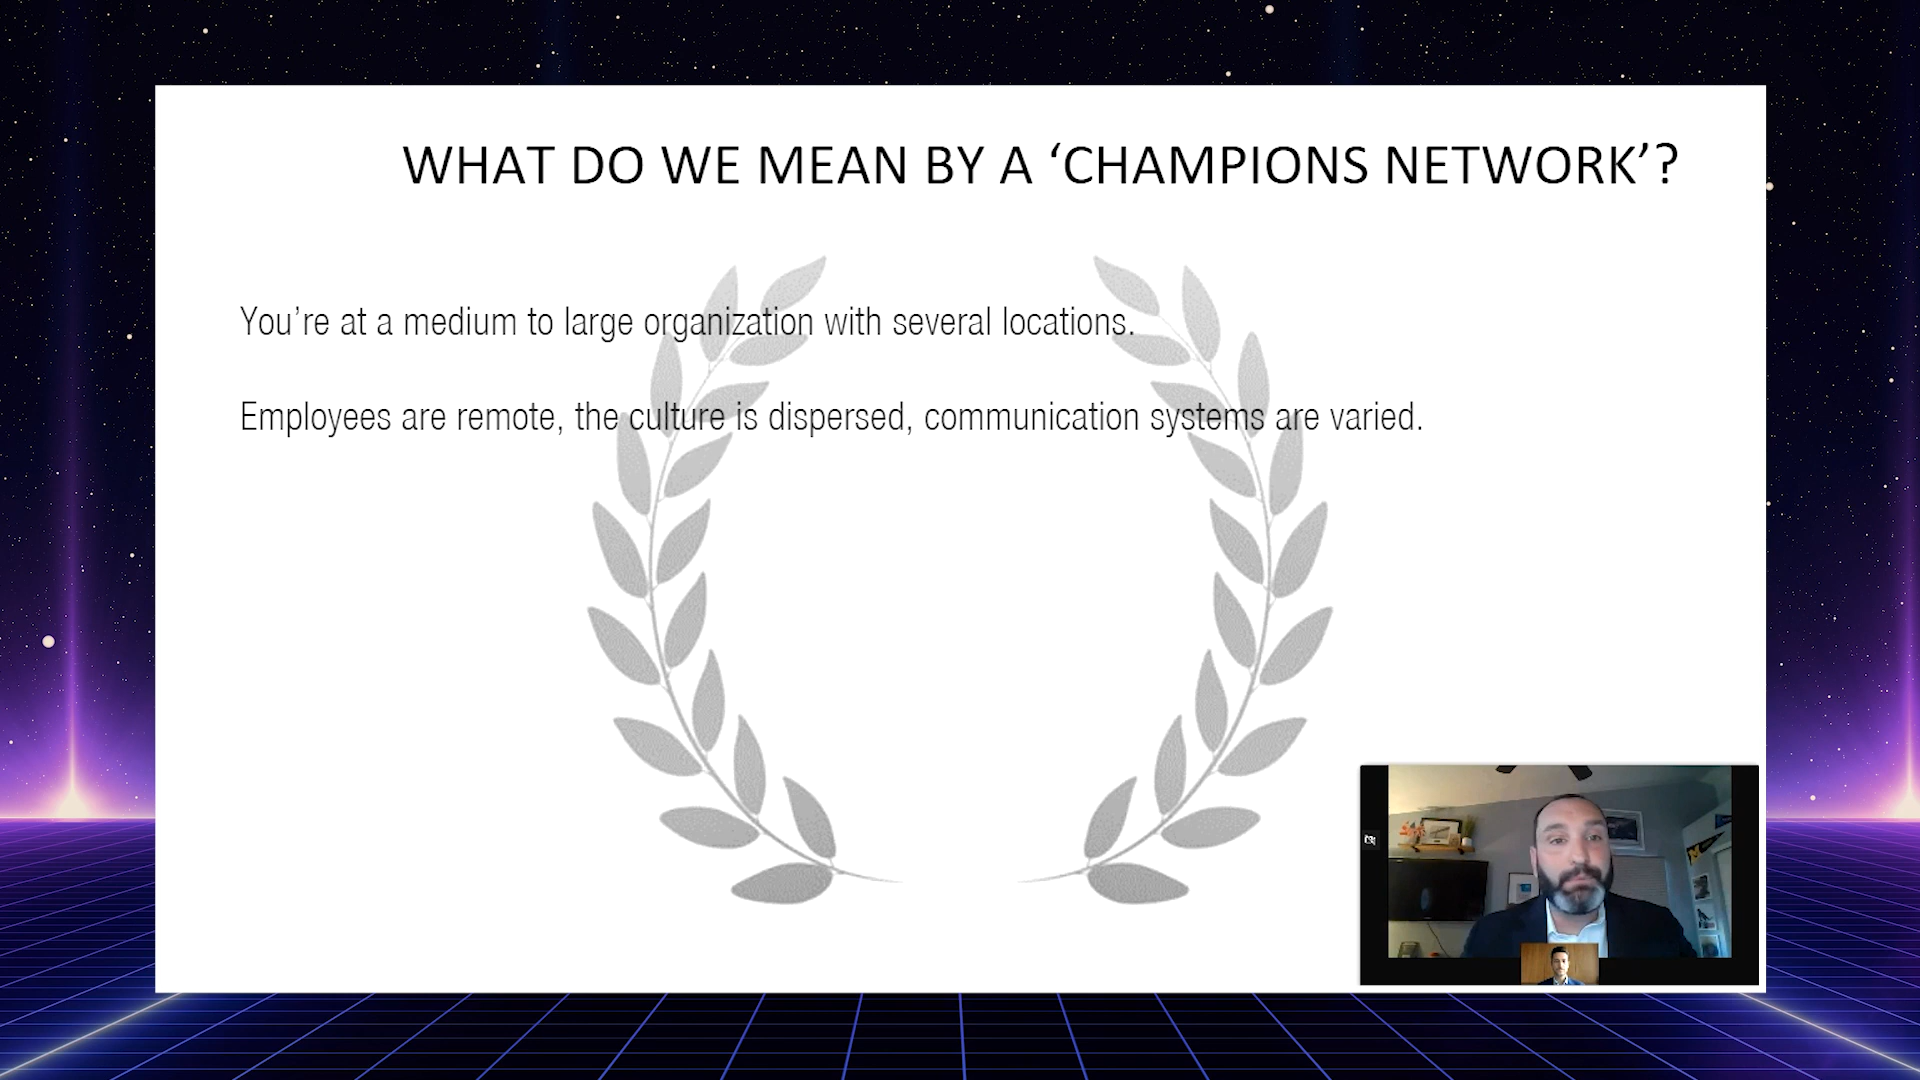 WHAT DO WE MEAN BY A ‘CHAMPIONS NETWORK’?
You’re at a medium to large organization with several locations.
Employees are remote, the culture is dispersed, communication systems are varied.